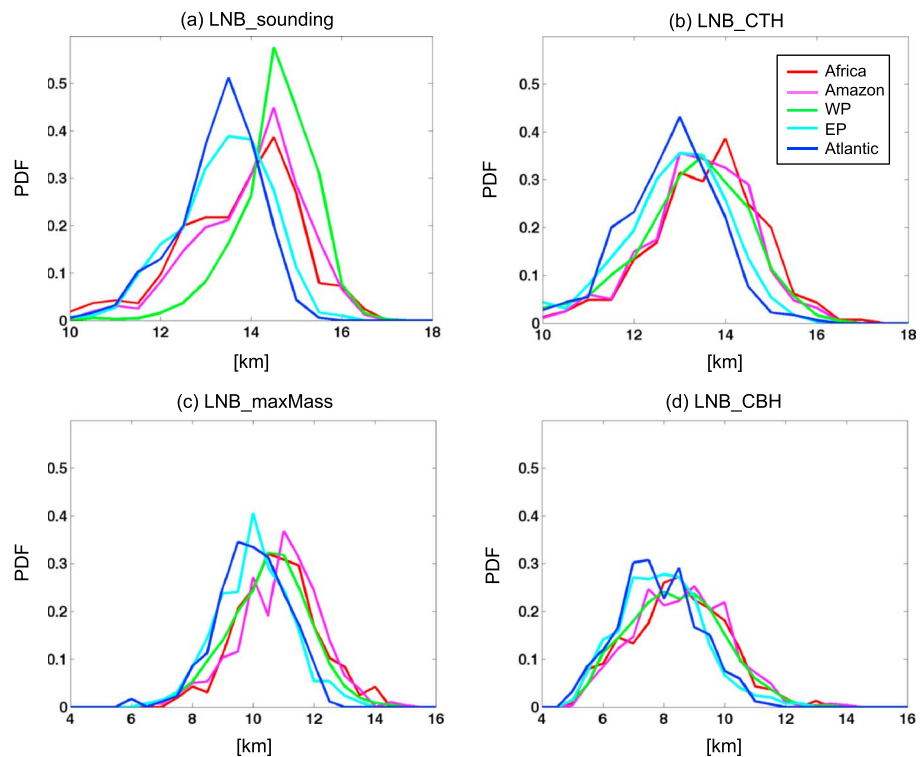 (a) LNB_sounding
(b) LNB_CTH
PDF
0.5
0.4
0.3
0.2
0.1
0
10 12 14 16 18
[km]
PDF
0.5
0.4
0.3
0.2
0.1
0
10 12 14 16 18
[km]
Africa
Amazon
WP
EP
Atlantic
(c) LNB_maxMass
(d) LNB_CBH
PDF
0.5
0.4
0.3
0.2
0.1
0
4 6 8 10 12 14 16
[km]
PDF
0.5
0.4
0.3
0.2
0.1
0
4 6 8 10 12 14 16
[km]